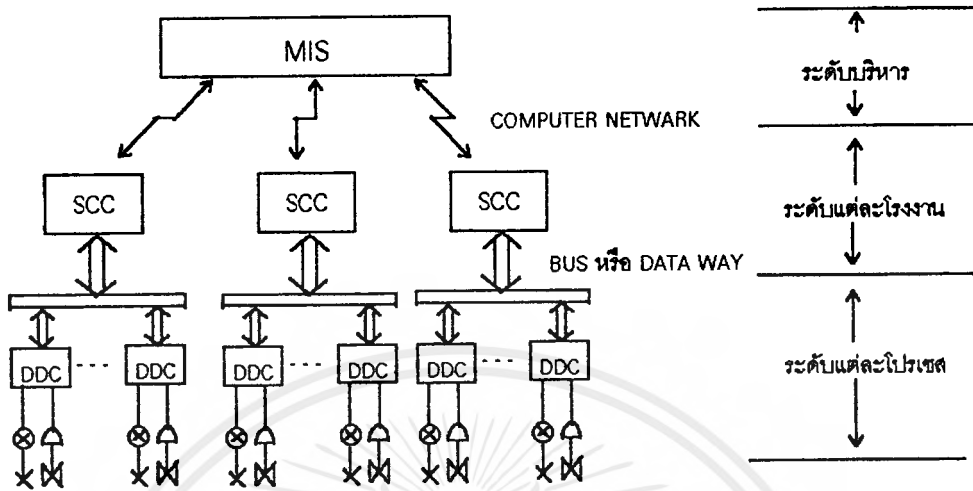 MIS
ระดับบริหาร
COMPUTER NETWARK
SCC SCC SCC
ระดับแต่ละโรงงาน
BUS หรือ DATA WAY
DDC DDC DDC DDC DDC DDC
ระดับแต่ละโปรเซส